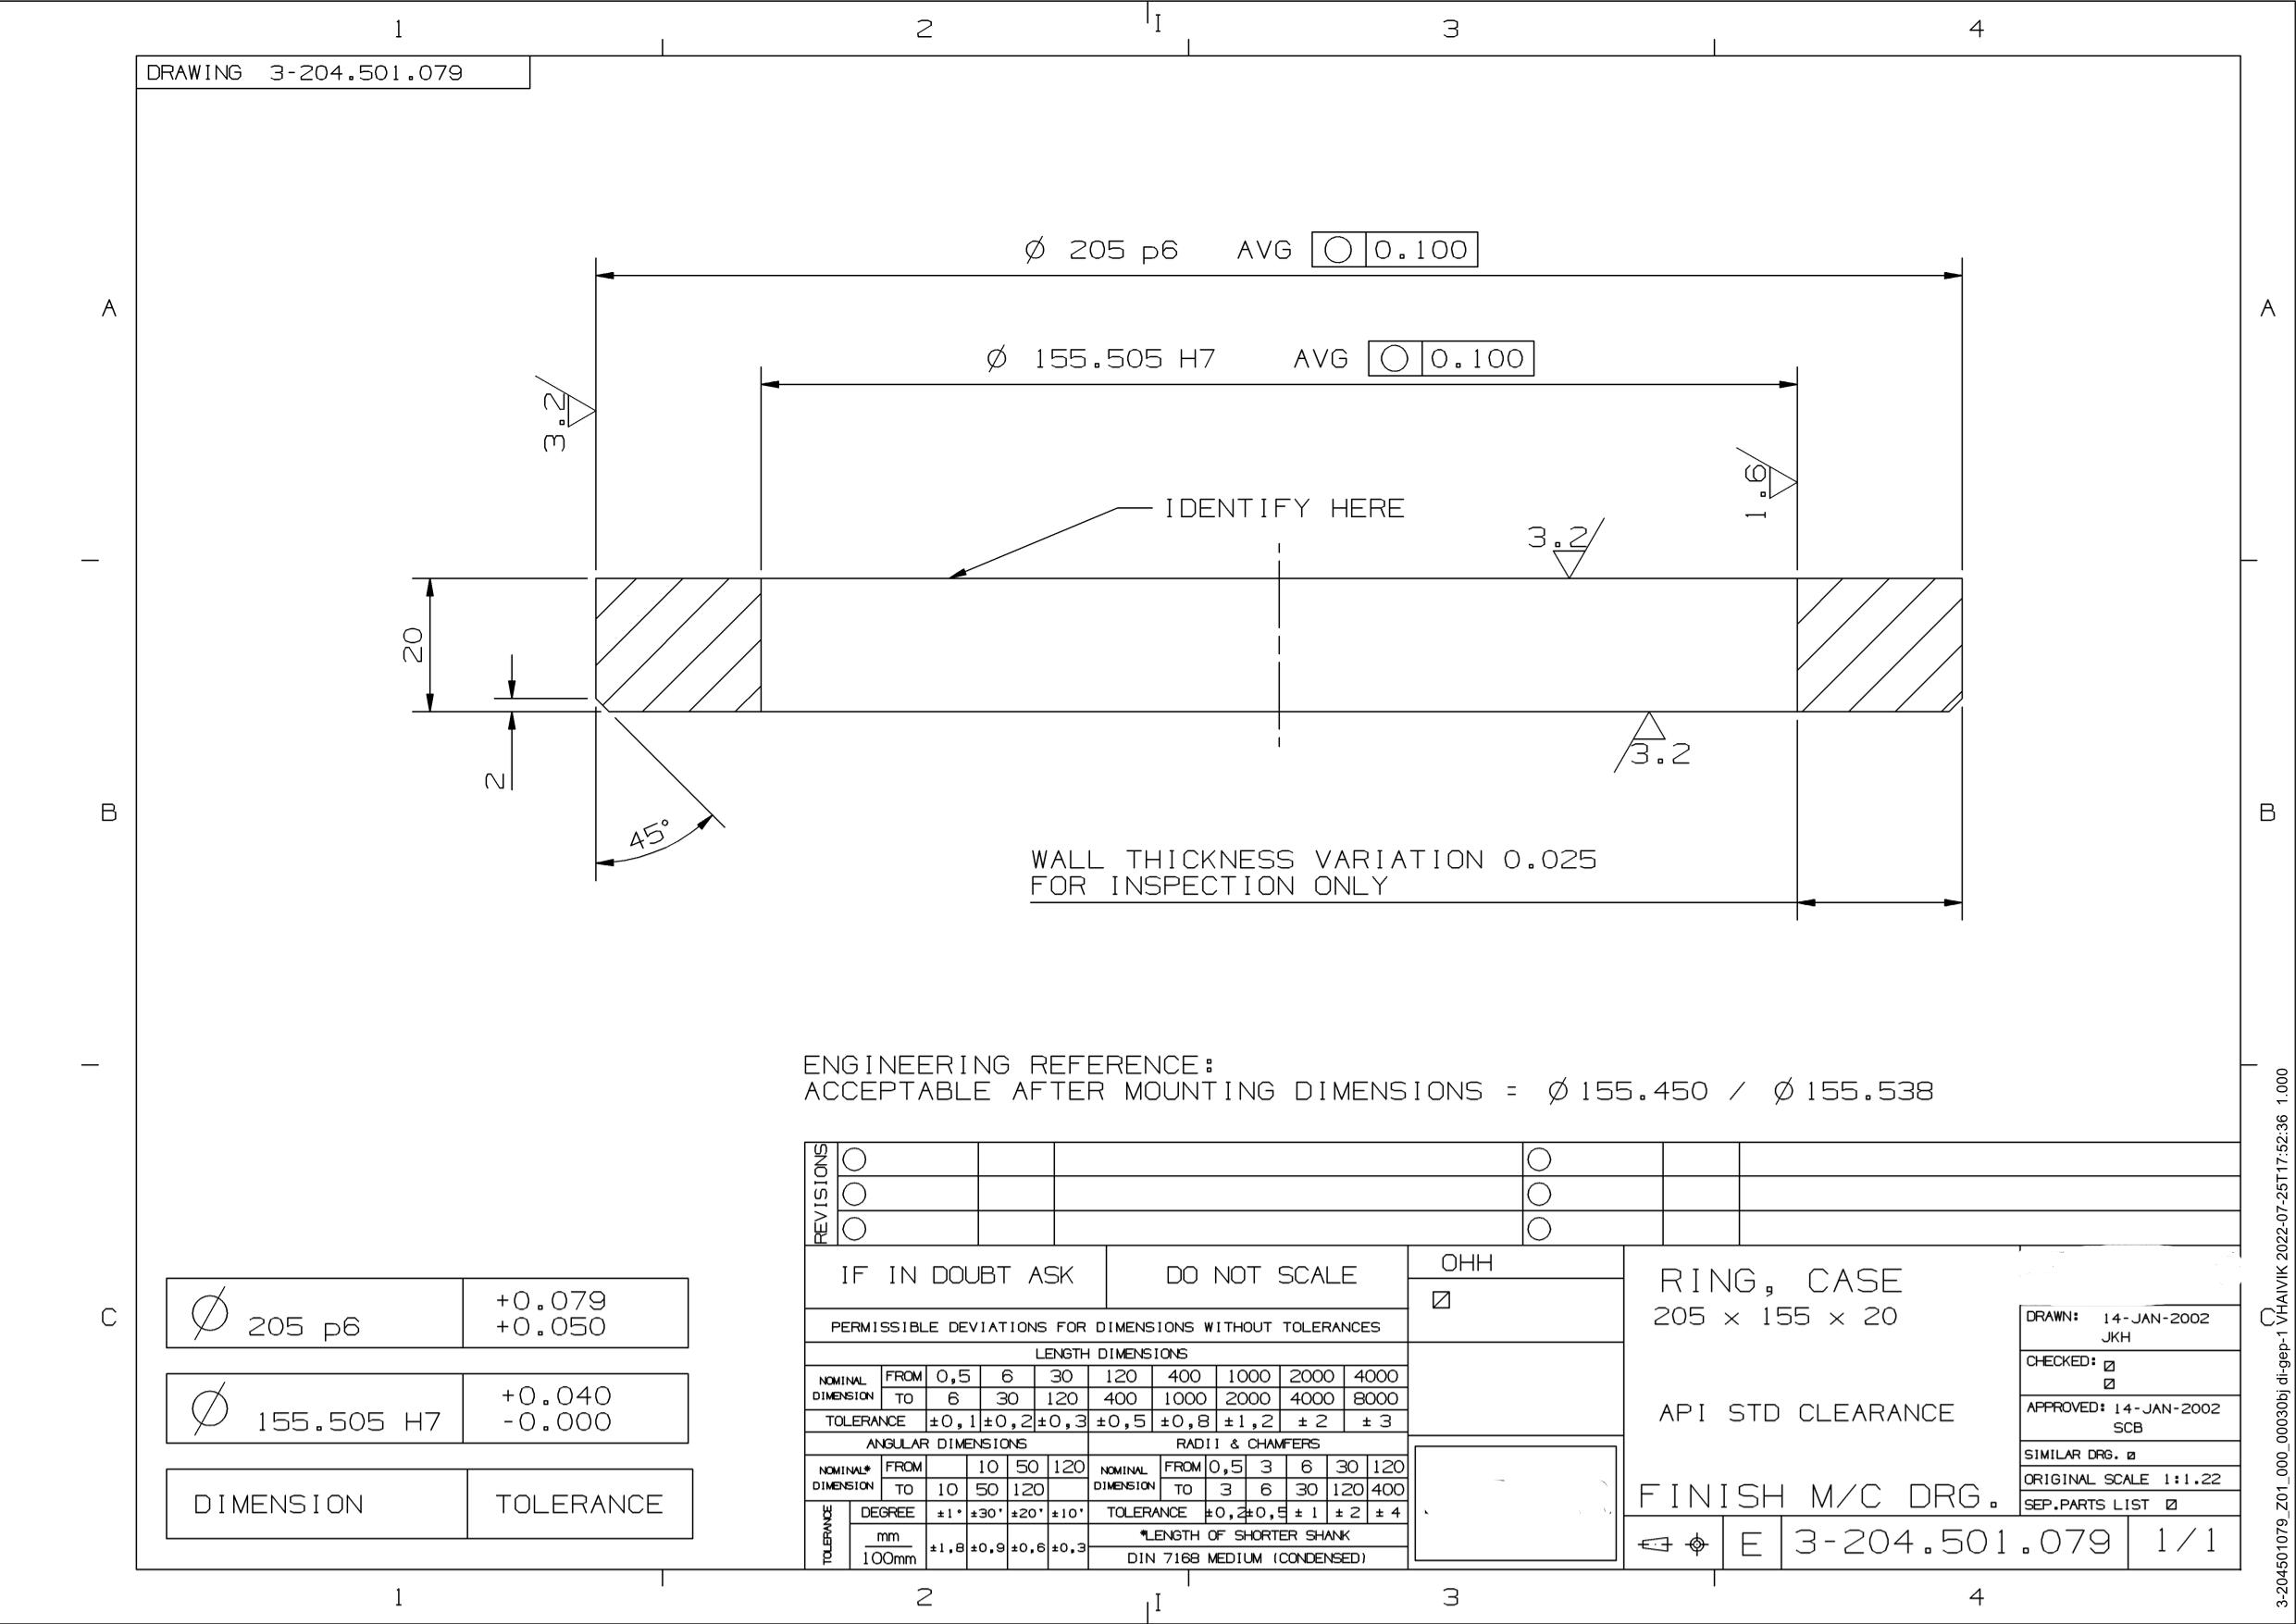 1 2 I 3 4
DRAWING 3-204.501.079
Ø 205 p6 AVG ○ 0.100
A A
Ø 155.505 H7 AVG ○ 0.100
3.2
1.6
IDENTIFY HERE
3.2
20
3.2
2
B B
45°
WALL THICKNESS VARIATION 0.025
FOR INSPECTION ONLY
ENGINEERING REFERENCE:
ACCEPTABLE AFTER MOUNTING DIMENSIONS = Ø 155.450 / Ø 155.538
REVISIONS
Ø 205 p6 +0.079
+0.050
Ø 155.505 H7 +0.040
-0.000
DIMENSION TOLERANCE
C C
IF IN DOUBT ASK DO NOT SCALE
PERMISSIBLE DEVIATIONS FOR DIMENSIONS WITHOUT TOLERANCES
LENGTH DIMENSIONS
NOMINAL DIMENSION FROM 0,5 6 30 120 400 1000 2000 4000
TO 6 30 120 400 1000 2000 4000 8000
TOLERANCE ±0,1 ±0,2 ±0,3 ±0,5 ±0,8 ±1,2 ±2 ±3
ANGULAR DIMENSIONS RADII & CHAMFERS
NOMINAL* DIMENSION FROM 10 50 120 NOMINAL DIMENSION FROM 0,5 3 6 30 120
TO 10 50 120 TO 3 6 30 120 400
TOLERANCE DEGREE ±1° ±30' ±20' ±10' TOLERANCE ±0,2 ±0,5 ±1 ±2 ±4
mm
100mm ±1,8 ±0,9 ±0,6 ±0,3
*LENGTH OF SHORTER SHANK
DIN 7168 MEDIUM (CONDENSED)
OHH
RING, CASE
205 × 155 × 20
API STD CLEARANCE
FINISH M/C DRG.
DRAWN: 14-JAN-2002
JKH
CHECKED:
APPROVED: 14-JAN-2002
SCB
SIMILAR DRG.
ORIGINAL SCALE 1:1.22
SEP.PARTS LIST
E 3-204.501.079 1/1
1 2 I 3 4
3-204501079_Z01_000_00030bj di-gep-1 VHAIVIK 2022-07-25T17:52:36 1.000